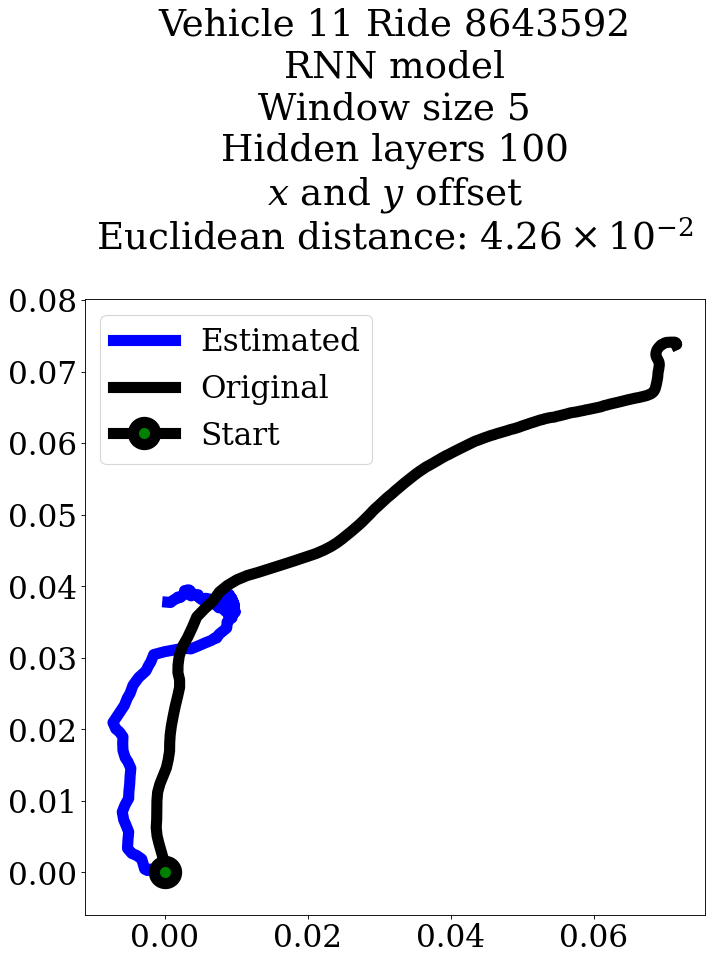 Vehicle 11 Ride 8643592
RNN model
Window size 5
Hidden layers 100
x and y offset
Euclidean distance: 4.26 × 10⁻²
0.08
0.07
0.06
0.05
0.04
0.03
0.02
0.01
0.00
Estimated
Original
Start
0.00 0.02 0.04 0.06